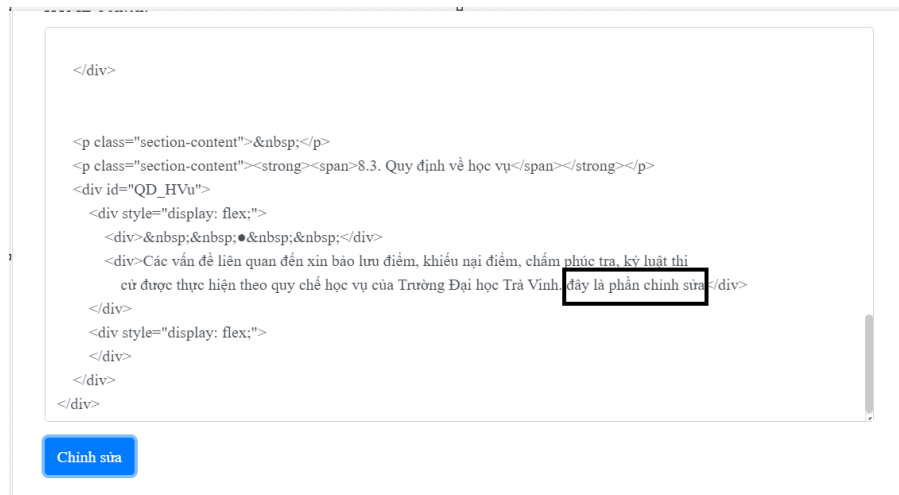 </div>
<p class="section-content">&nbsp;</p>
<p class="section-content"><strong><span>8.3. Quy định về học vụ</span></strong></p>
<div id="QD_HVu">
<div style="display: flex;">
<div>&nbsp;&nbsp;●&nbsp;&nbsp;</div>
<div>Các vấn đề liên quan đến xin bảo lưu điểm, khiếu nại điểm, chấm phúc tra, kỷ luật thi
cử được thực hiện theo quy chế học vụ của Trường Đại học Trà Vinh. đây là phần chỉnh sửa</div>
</div>
<div style="display: flex;">
</div>
</div>
</div>
Chỉnh sửa